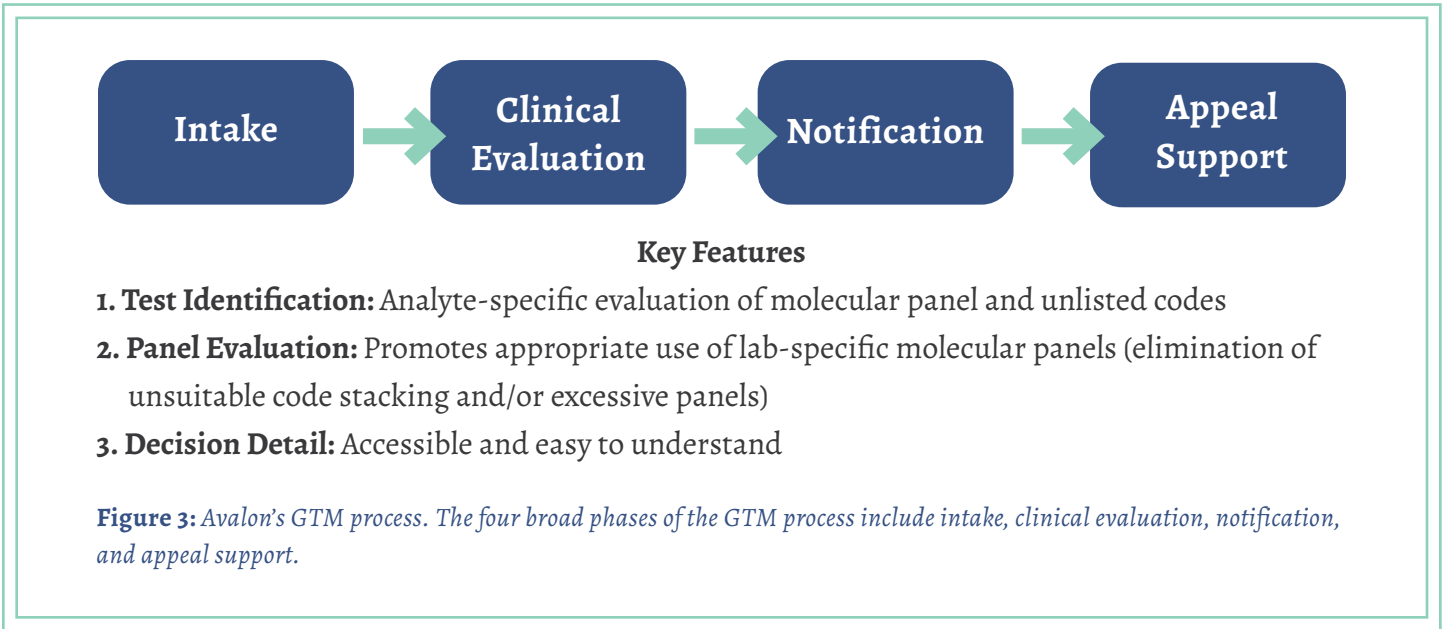 Intake
Clinical
Evaluation
Notification
Appeal
Support
Key Features
1. Test Identification: Analyte-specific evaluation of molecular panel and unlisted codes
2. Panel Evaluation: Promotes appropriate use of lab-specific molecular panels (elimination of
unsuitable code stacking and/or excessive panels)
3. Decision Detail: Accessible and easy to understand
Figure 3: Avalon’s GTM process. The four broad phases of the GTM process include intake, clinical evaluation, notification,
and appeal support.